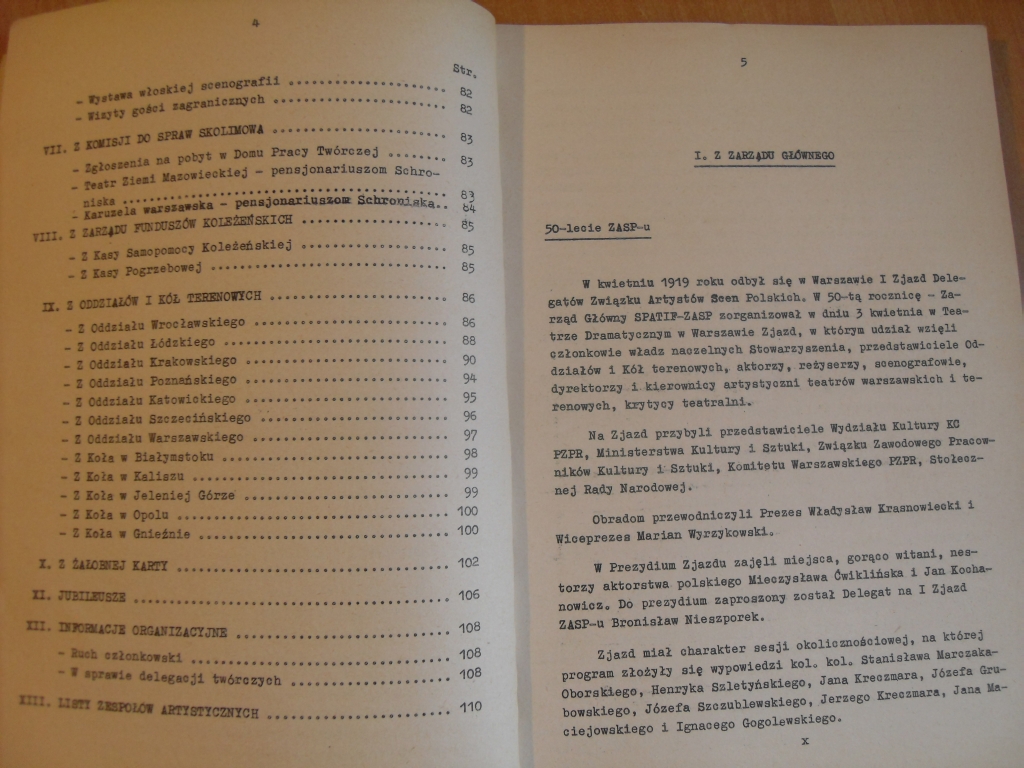 4
Str.
- Wystawa włoskiej scenografii .......................... 82
- Wizyty gości zagranicznych ............................ 82
VII. Z KOMISJI DO SPRAW SKOLIMOWA ....................... 83
- Zgłoszenia na pobyt w Domu Pracy Twórczej ........ 83
- Teatr Ziemi Mazowieckiej - pensjonariuszom Schro-
niska .................................................. 83
- Karuzela warszawska - pensjonariuszom Schroniska.. 84
VIII. Z ZARZĄDU FUNDUSZÓW KOLEŻEŃSKICH .................... 85
- Z Kasy Samopomocy Koleżeńskiej ...................... 85
- Z Kasy Pogrzebowej .................................. 85
IX. Z ODDZIAŁÓW I KÓŁ TERENOWYCH ......................... 86
- Z Oddziału Wrocławskiego ............................ 86
- Z Oddziału Łódzkiego ................................ 88
- Z Oddziału Krakowskiego ............................. 90
- Z Oddziału Poznańskiego ............................. 94
- Z Oddziału Katowickiego ............................. 95
- Z Oddziału Szczecińskiego ........................... 96
- Z Oddziału Warszawskiego ............................ 97
- Z Koła w Białymstoku ................................ 98
- Z Koła w Kaliszu .................................... 99
- Z Koła w Jeleniej Górze ............................. 99
- Z Koła w Opolu ...................................... 100
- Z Koła w Gnieźnie ................................... 100
X. Z ŻAŁOBNEJ KARTY ..................................... 102
XI. JUBILEUSZE .......................................... 106
XII. INFORMACJE ORGANIZACYJNE ........................... 108
- Ruch członkowski .................................... 108
- W sprawie delegacji twórczych ....................... 108
XIII. LISTY ZESPOŁÓW ARTYSTYCZNYCH ...................... 110
5
I. Z ZARZĄDU GŁÓWNEGO
50-lecie ZASP-u
W kwietniu 1919 roku odbył się w Warszawie I Zjazd Dele-
gatów Związku Artystów Scen Polskich. W 50-tą rocznicę - Za-
rząd Główny SPATIF-ZASP zorganizował w dniu 3 kwietnia w Tea-
trze Dramatycznym w Warszawie Zjazd, w którym udział wzięli
członkowie władz naczelnych Stowarzyszenia, przedstawiciele Od-
działów i Kół terenowych, aktorzy, reżyserzy, scenografowie,
dyrektorzy i kierownicy artystyczni teatrów warszawskich i te-
renowych, krytycy teatralni.
Na Zjazd przybyli przedstawiciele Wydziału Kultury KC
PZPR, Ministerstwa Kultury i Sztuki, Związku Zawodowego Pracow-
ników Kultury i Sztuki, Komitetu Warszawskiego PZPR, Stołecz-
nej Rady Narodowej.
Obradom przewodniczyli Prezes Władysław Krasnowiecki i
Wiceprezes Marian Wyrzykowski.
W Prezydium Zjazdu zajęli miejsca, gorąco witani, nes-
torzy aktorstwa polskiego Mieczysława Ćwiklińska i Jan Kocha-
nowicz. Do prezydium zaproszony został Delegat na I Zjazd
ZASP-u Bronisław Nieszporek.
Zjazd miał charakter sesji okolicznościowej, na której
program złożyły się wypowiedzi kol. kol. Stanisława Marczaka-
Oborskiego, Henryka Szletyńskiego, Jana Kreczmara, Józefa Gru-
bowskiego, Józefa Szczublewskiego, Jerzego Kreczmara, Jana Ma-
ciejowskiego i Ignacego Gogolewskiego.
x